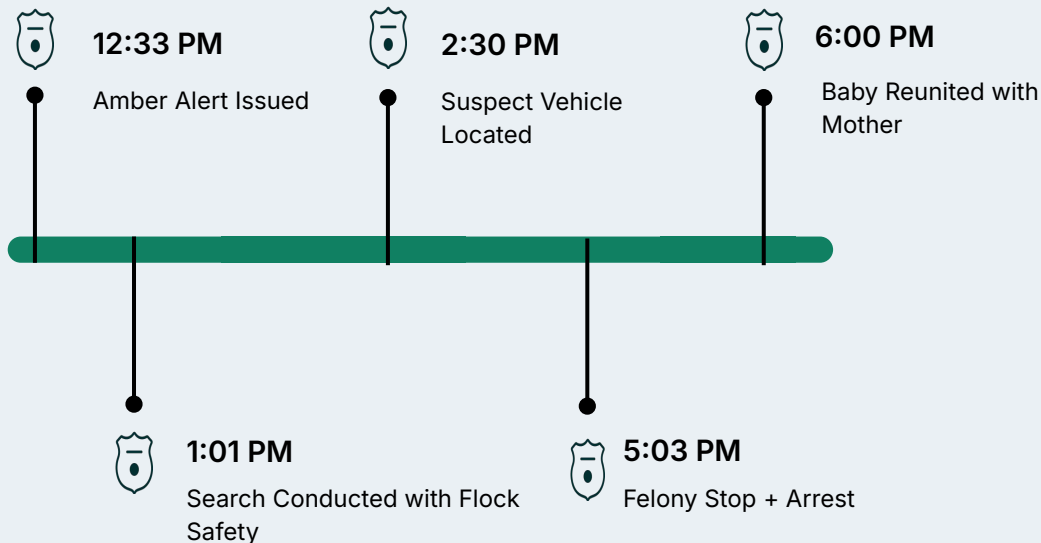 12:33 PM
Amber Alert Issued
2:30 PM
Suspect Vehicle
Located
6:00 PM
Baby Reunited with
Mother
1:01 PM
Search Conducted with Flock
Safety
5:03 PM
Felony Stop + Arrest